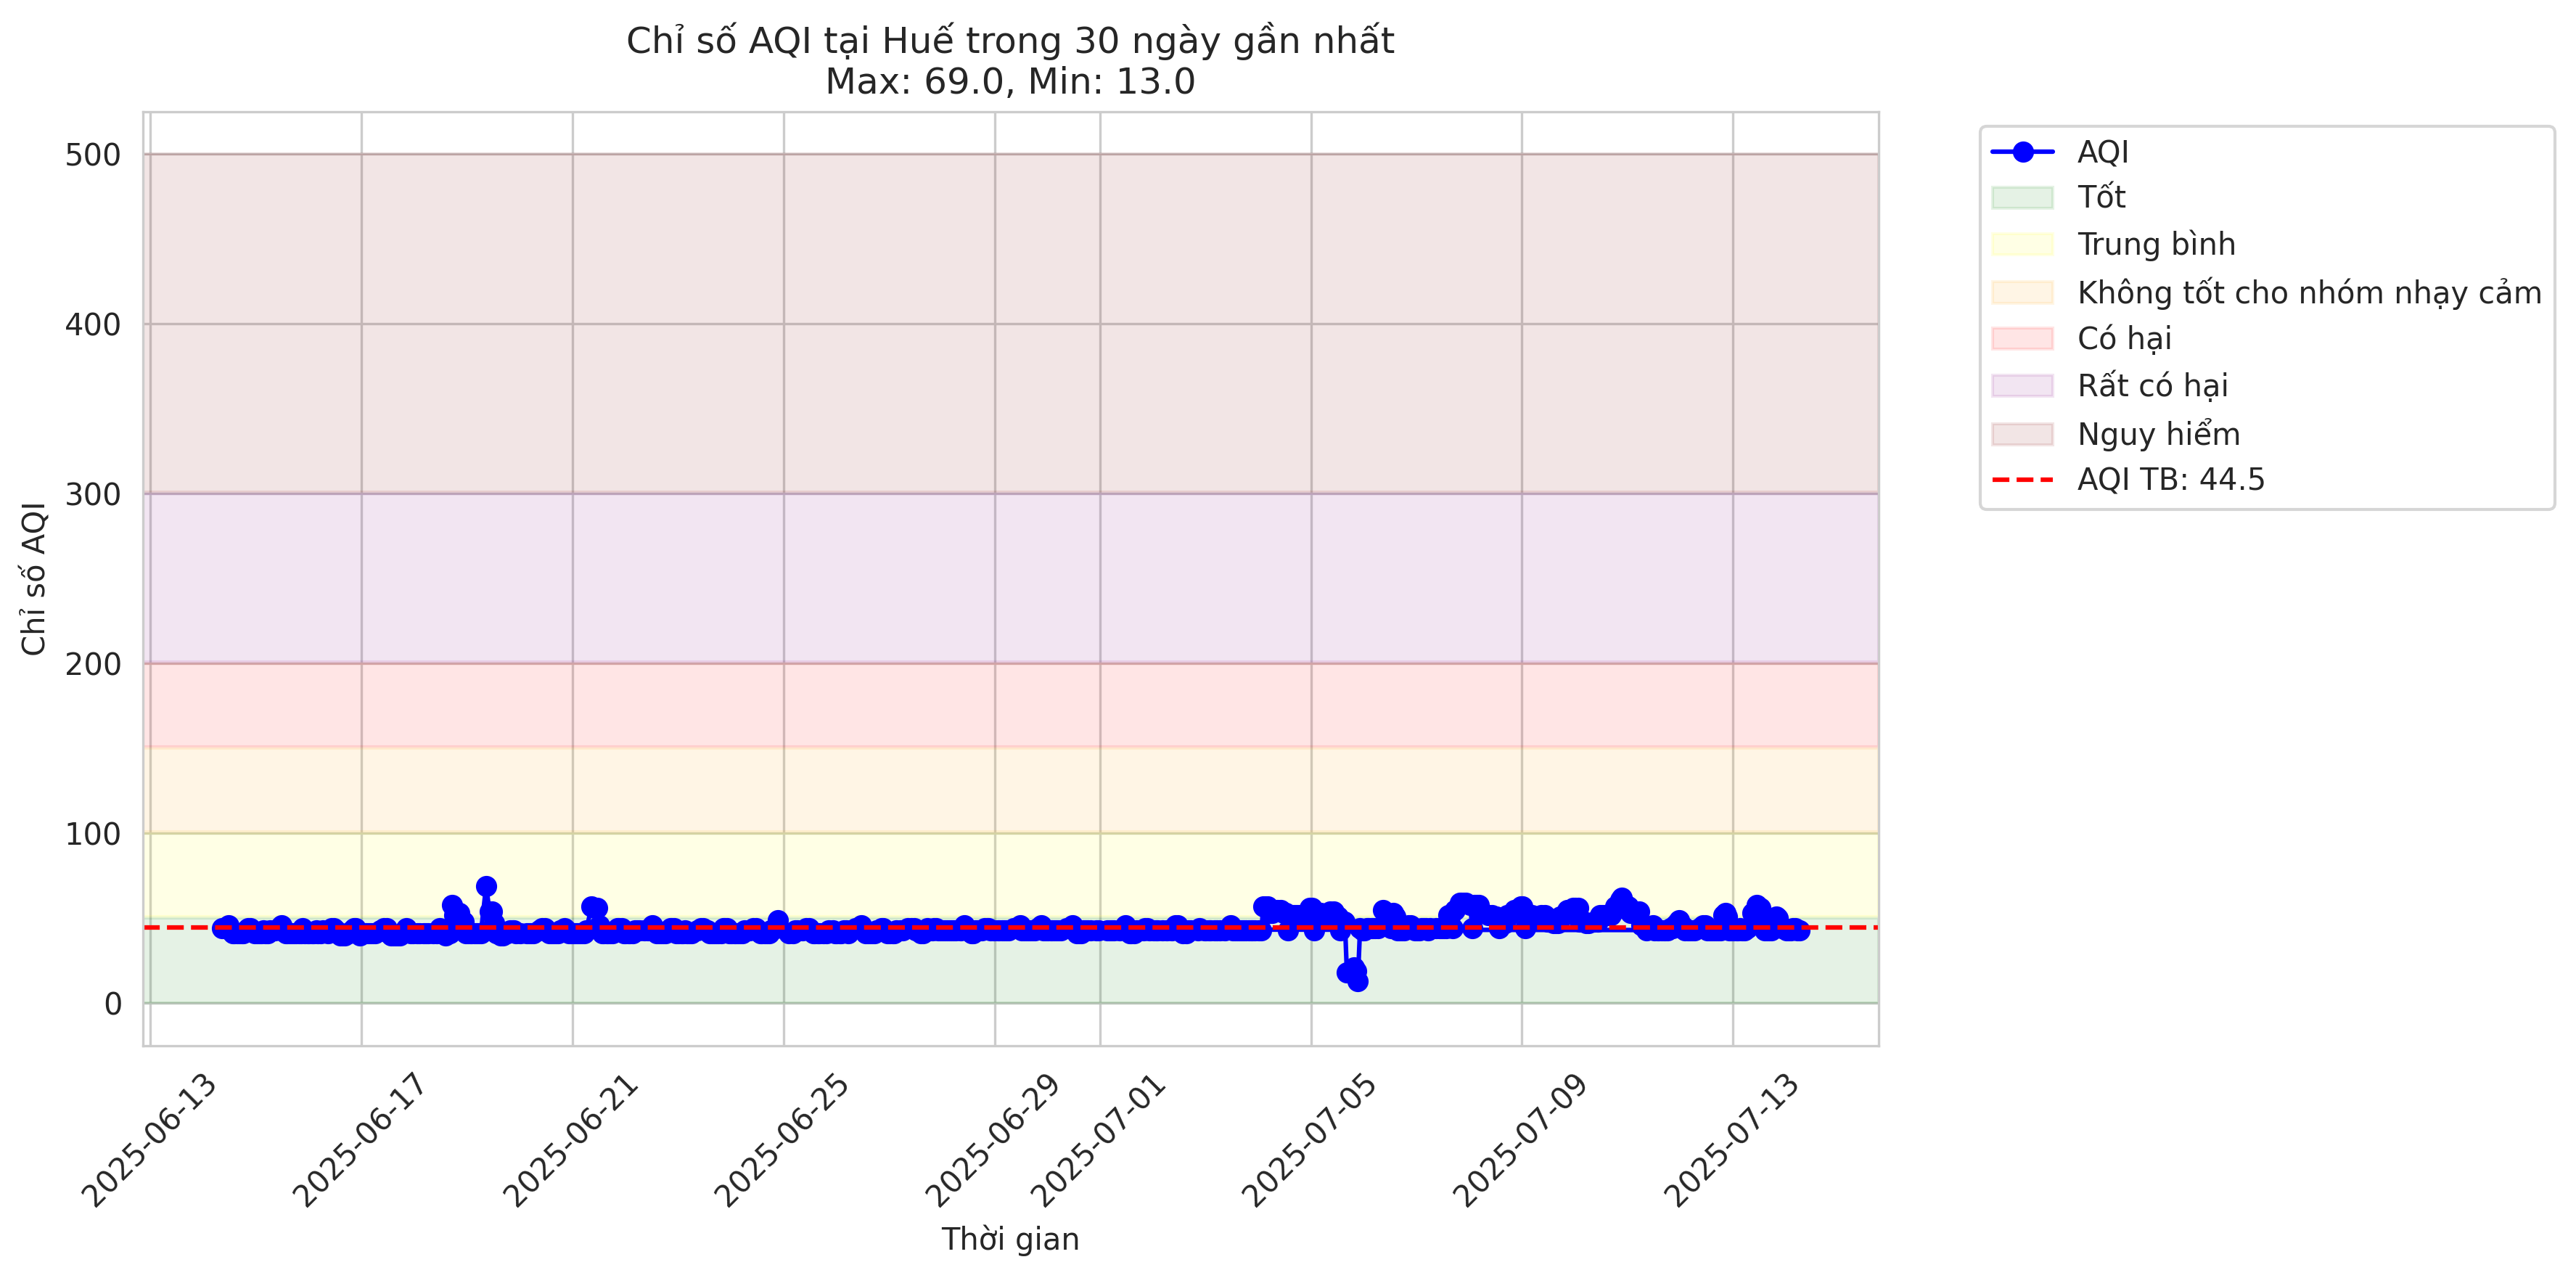 Chỉ số AQI tại Huế trong 30 ngày gần nhất
Max: 69.0, Min: 13.0
Chỉ số AQI
500
400
300
200
100
0
2025-06-13
2025-06-17
2025-06-21
2025-06-25
2025-06-29
2025-07-01
2025-07-05
2025-07-09
2025-07-13
Thời gian
AQI
Tốt
Trung bình
Không tốt cho nhóm nhạy cảm
Có hại
Rất có hại
Nguy hiểm
AQI TB: 44.5